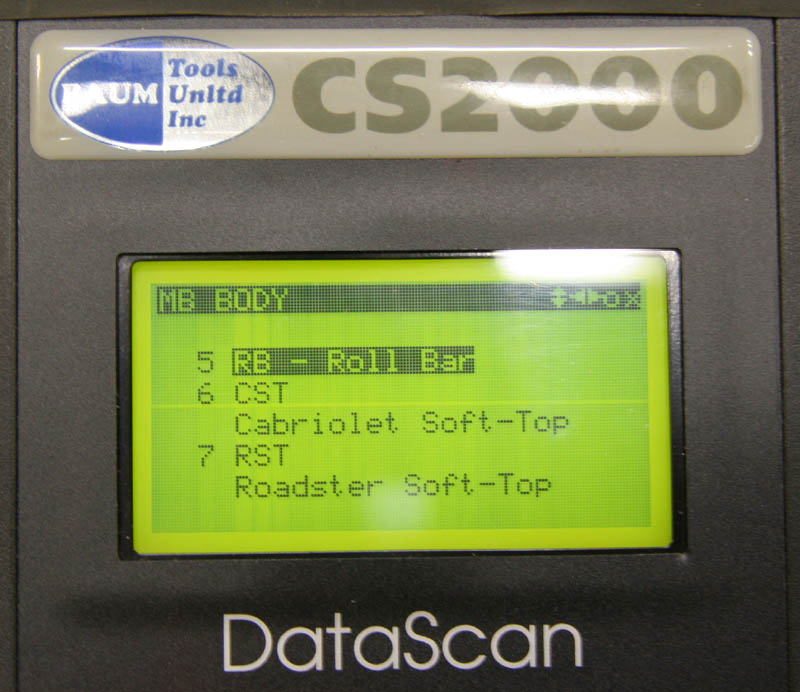 BAUM
Tools
Unltd
Inc
CS2000
MB BODY
5 RB - Roll Bar
6 CST
Cabriolet Soft-Top
7 RST
Roadster Soft-Top
DataScan